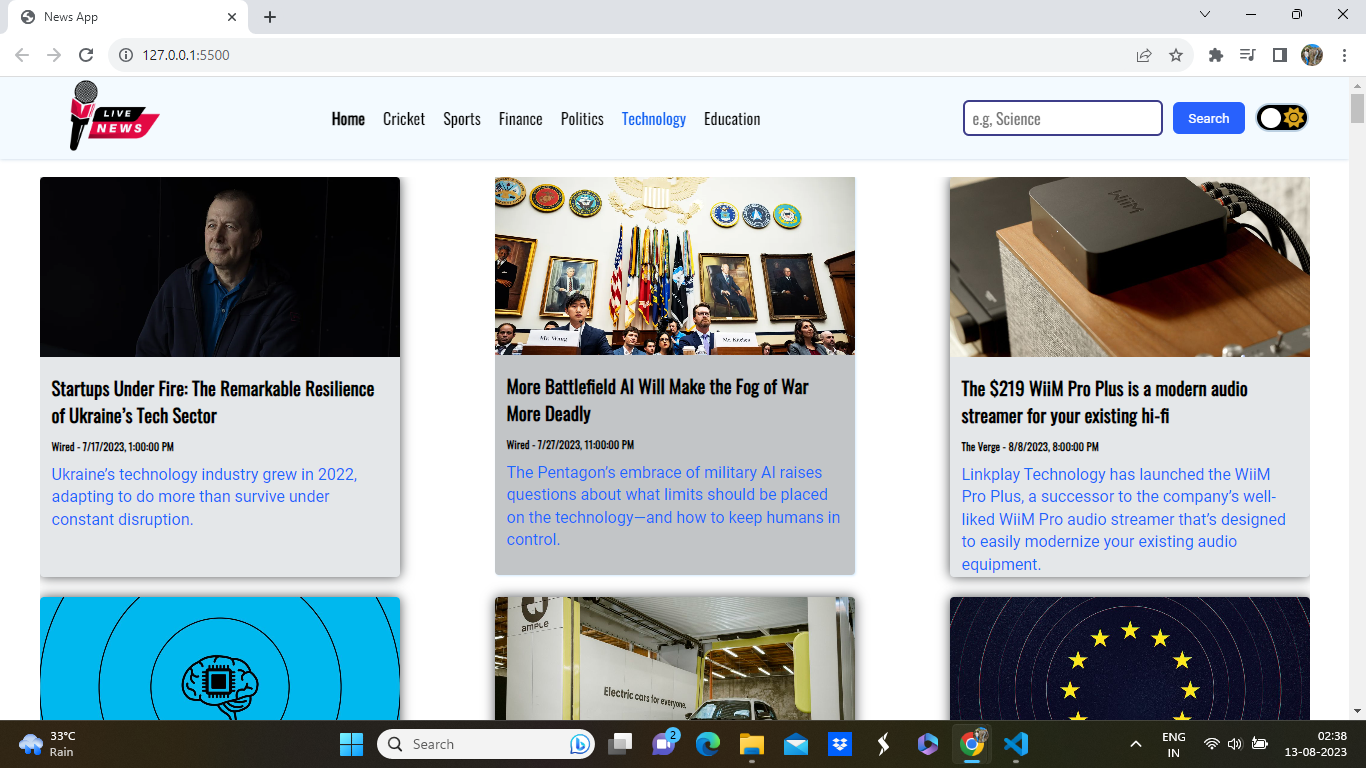 News App
127.0.0.1:5500
LIVE
NEWS
Home Cricket Sports Finance Politics Technology Education
e.g, Science
Search
WiiM
Mr. Wang
Startups Under Fire: The Remarkable Resilience
of Ukraine’s Tech Sector
Wired - 7/17/2023, 1:00:00 PM
Ukraine’s technology industry grew in 2022,
adapting to do more than survive under
constant disruption.
More Battlefield AI Will Make the Fog of War
More Deadly
Wired - 7/27/2023, 11:00:00 PM
The Pentagon’s embrace of military AI raises
questions about what limits should be placed
on the technology—and how to keep humans in
control.
The $219 WiiM Pro Plus is a modern audio
streamer for your existing hi-fi
The Verge - 8/8/2023, 8:00:00 PM
Linkplay Technology has launched the WiiM
Pro Plus, a successor to the company’s well-
liked WiiM Pro audio streamer that’s designed
to easily modernize your existing audio
equipment.
ample
Electric cars for everyone.
33°C
Rain
Search
2
ENG
IN
02:38
13-08-2023